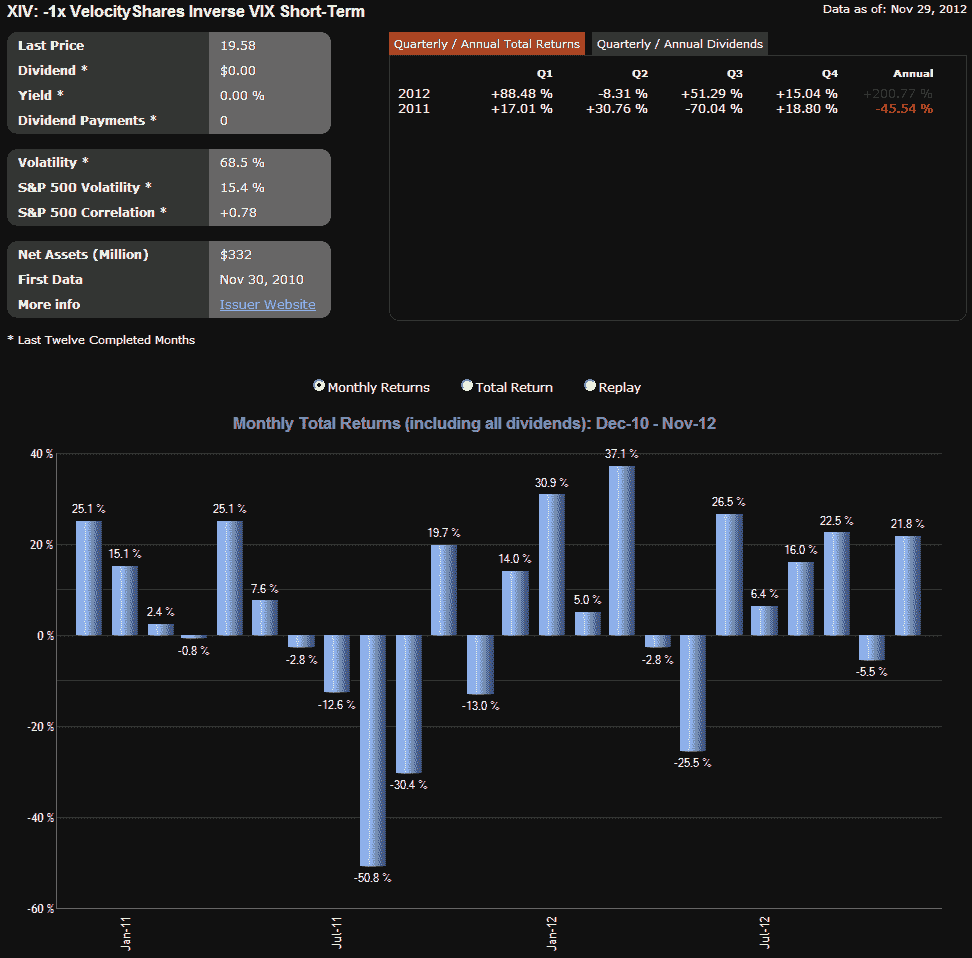 XIV: -1x VelocityShares Inverse VIX Short-Term
Data as of: Nov 29, 2012
Last Price 19.58
Dividend * $0.00
Yield * 0.00 %
Dividend Payments * 0
Volatility * 68.5 %
S&P 500 Volatility * 15.4 %
S&P 500 Correlation * +0.78
Net Assets (Million) $332
First Data Nov 30, 2010
More info Issuer Website
* Last Twelve Completed Months
Quarterly / Annual Total Returns Quarterly / Annual Dividends
Q1 Q2 Q3 Q4 Annual
2012 +88.48 % -8.31 % +51.29 % +15.04 % +200.77 %
2011 +17.01 % +30.76 % -70.04 % +18.80 % -45.54 %
Monthly Returns Total Return Replay
Monthly Total Returns (including all dividends): Dec-10 - Nov-12
40 %
20 %
0 %
-20 %
-40 %
-60 %
25.1 %
15.1 %
2.4 %
-0.8 %
25.1 %
7.6 %
-2.8 %
-12.6 %
-50.8 %
-30.4 %
19.7 %
-13.0 %
14.0 %
30.9 %
5.0 %
37.1 %
-2.8 %
-25.5 %
26.5 %
6.4 %
16.0 %
22.5 %
-5.5 %
21.8 %
Jan-11
Jul-11
Jan-12
Jul-12